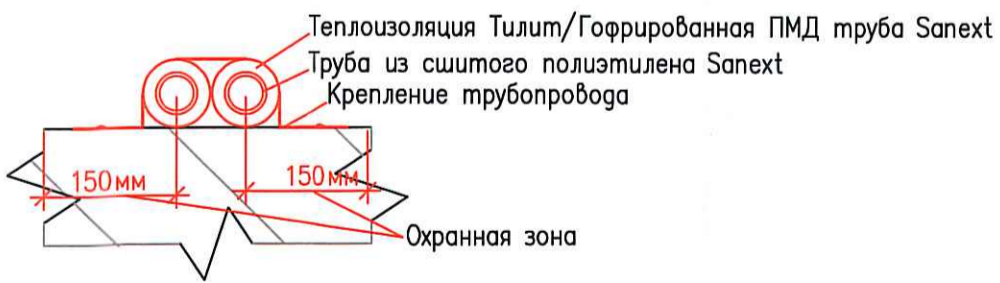 Теплоизоляция Тилит/Гофрированная ПМД труба Sanext
Труба из сшитого полиэтилена Sanext
Крепление трубопровода
150мм 150мм
Охранная зона